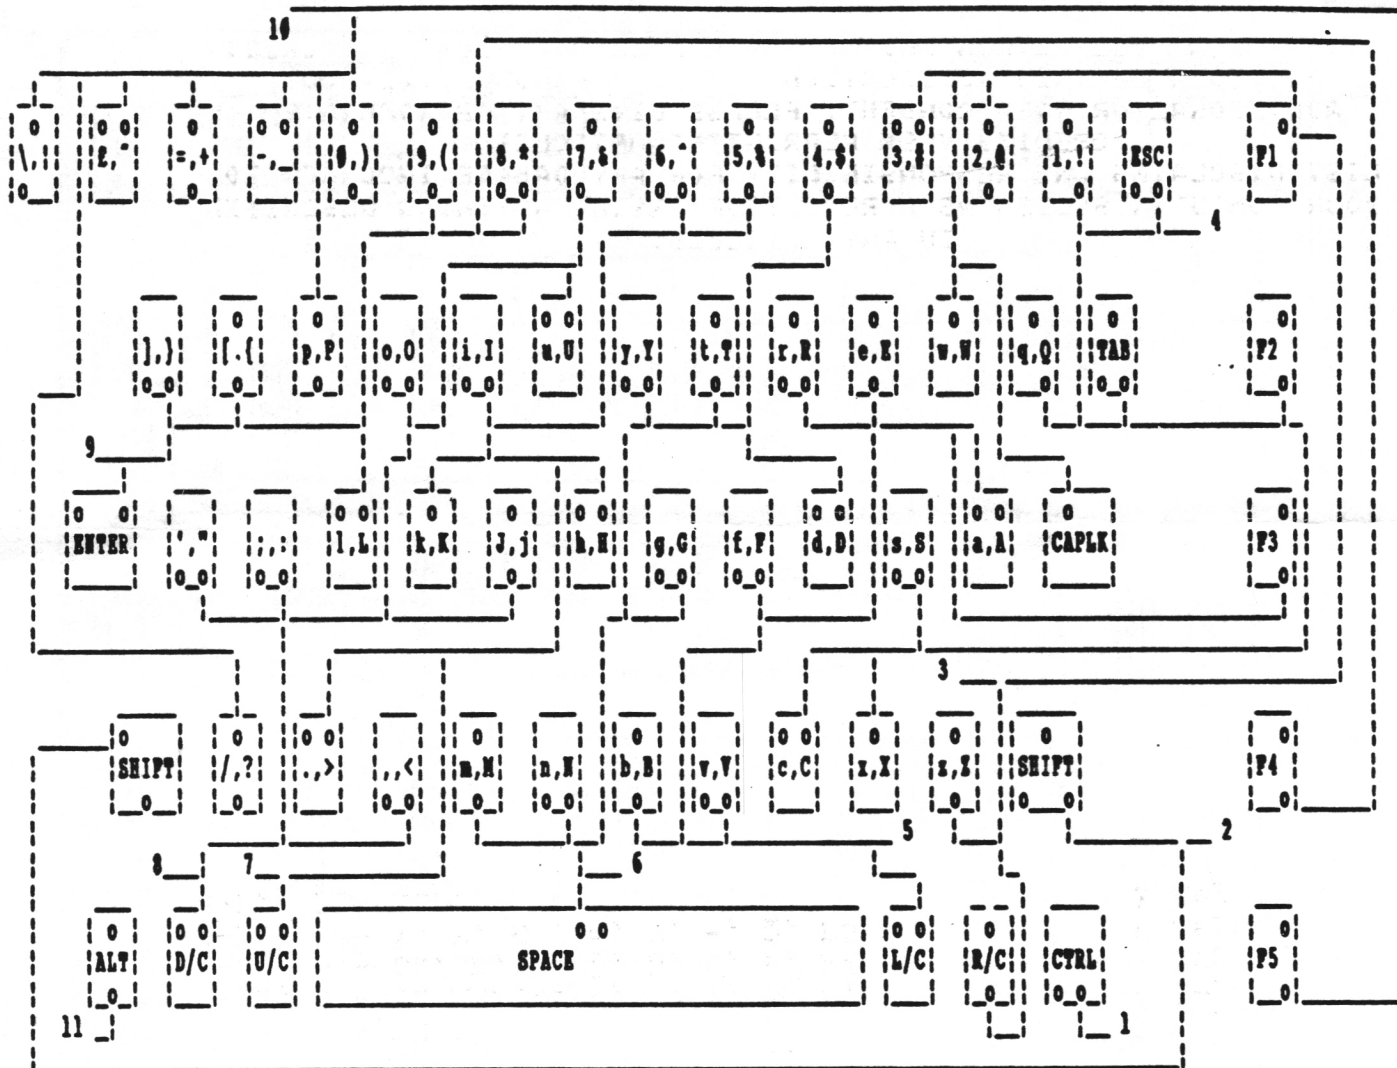 10
\,! £,^ =,+ -,_ 0,) 9,( 8,* 7,& 6,^ 5,% 4,$ 3,# 2,@ 1,! ESC F1
4
],} [.{ p,P o,O i,I u,U y,Y t,T r,R e,E w,W q,Q TAB F2
9
ENTER '," ;,: l,L k,K J,j h,H g,G f,F d,D s,S a,A CAPLK F3
3
SHIFT /,? .,> ,,< m,M n,N b,B v,V c,C x,X z,Z SHIFT F4
5 2
8 7 6
ALT D/C U/C SPACE L/C R/C CTRL F5
11 1